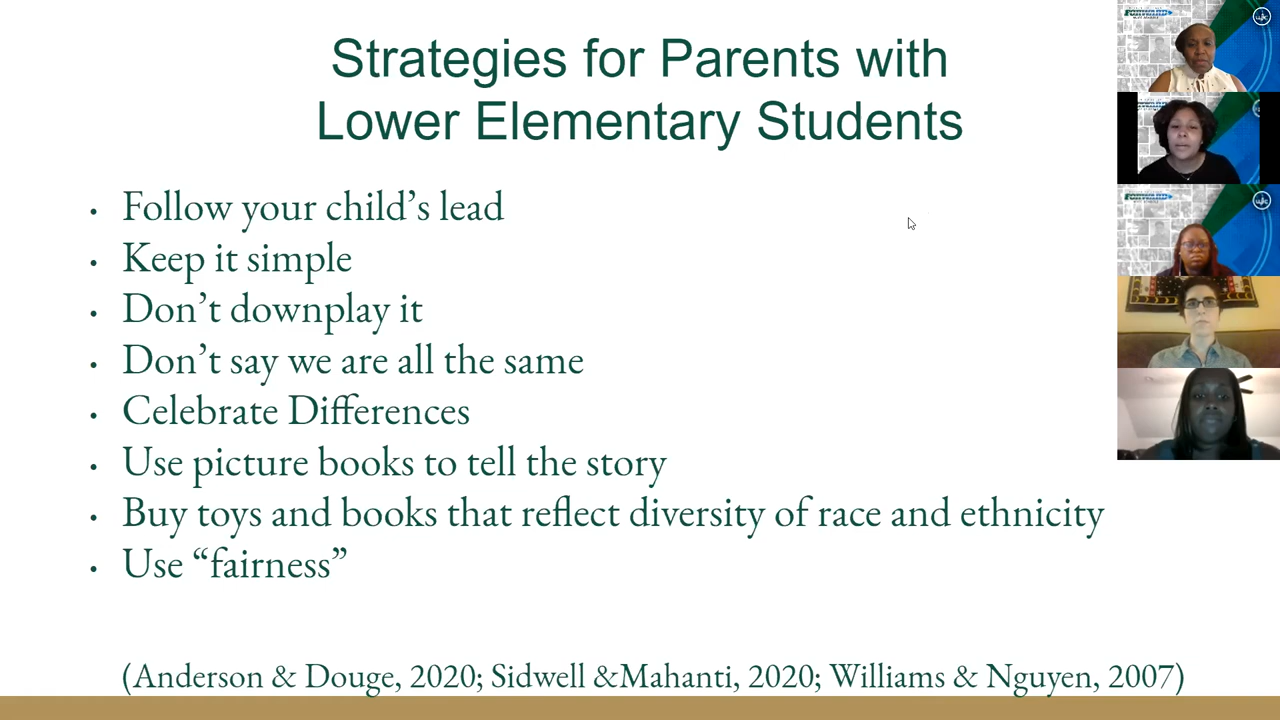 Strategies for Parents with
Lower Elementary Students
• Follow your child’s lead
• Keep it simple
• Don’t downplay it
• Don’t say we are all the same
• Celebrate Differences
• Use picture books to tell the story
• Buy toys and books that reflect diversity of race and ethnicity
• Use “fairness”
(Anderson & Douge, 2020; Sidwell &Mahanti, 2020; Williams & Nguyen, 2007)
FORWARD
FORWARD